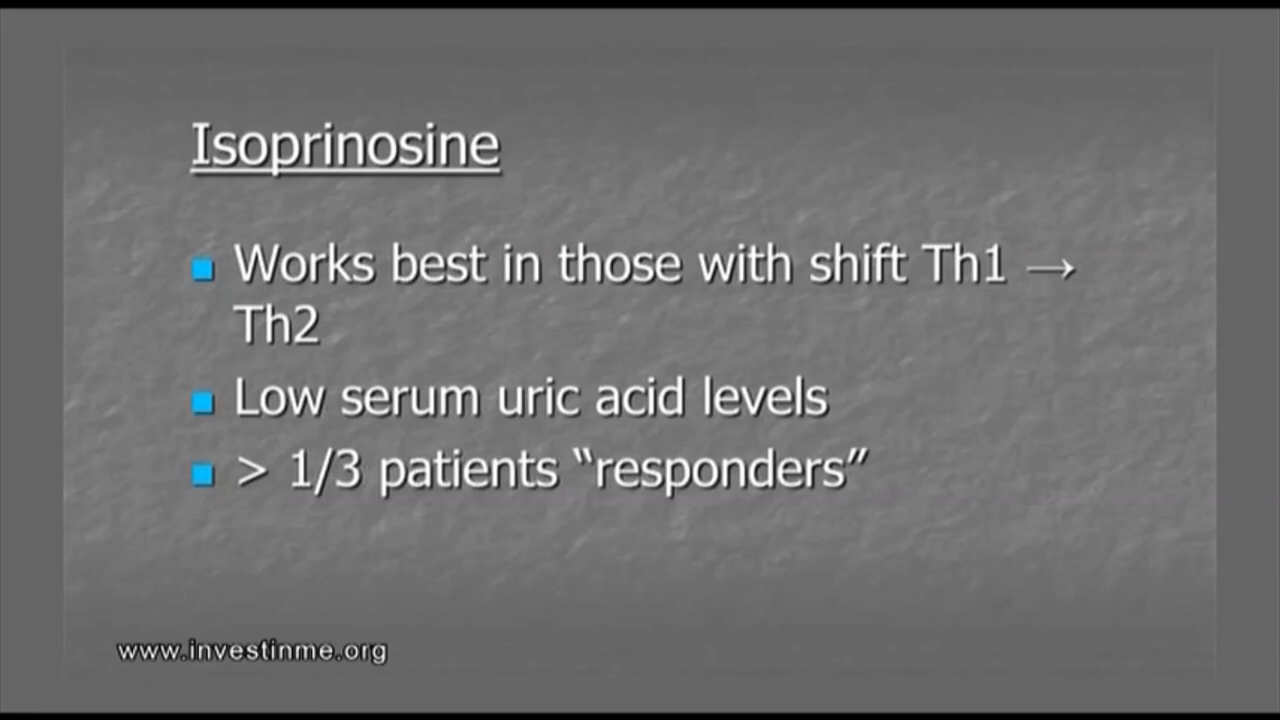 Isoprinosine
Works best in those with shift Th1 →
Th2
Low serum uric acid levels
> 1/3 patients “responders”
www.investinme.org